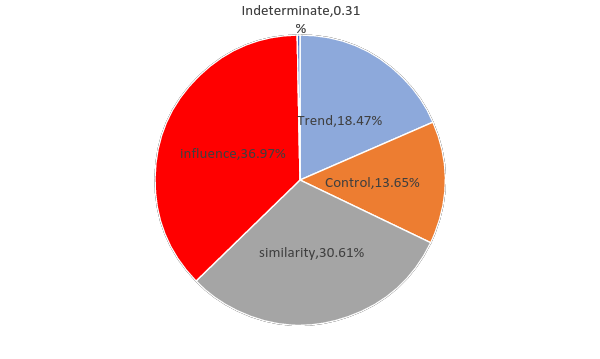 Indeterminate,0.31
%
Trend,18.47%
Influence,36.97%
Control,13.65%
similarity,30.61%